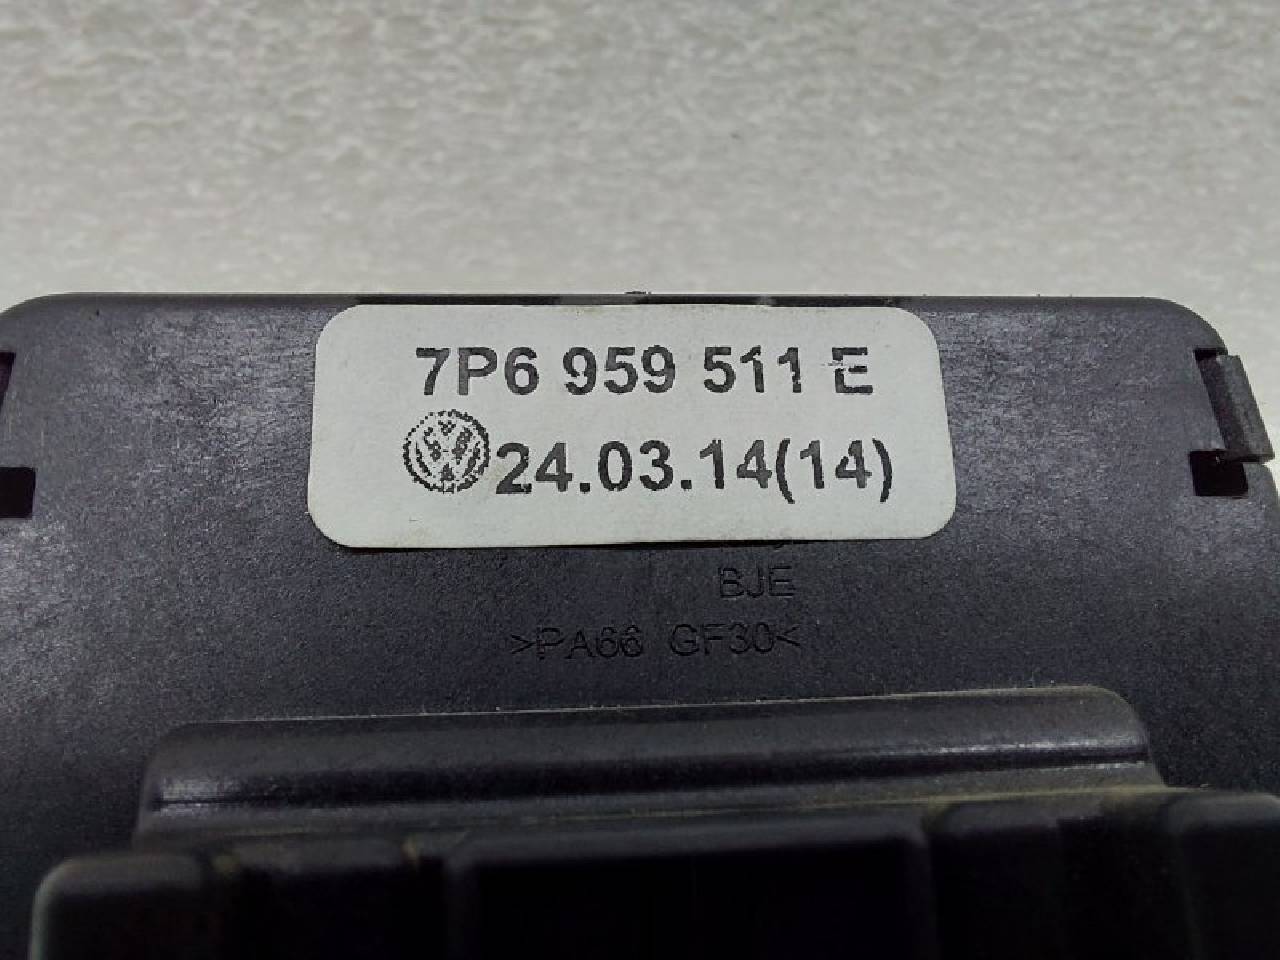 7P6 959 511 E
24.03.14(14)
BJE
>PA66 GF30<